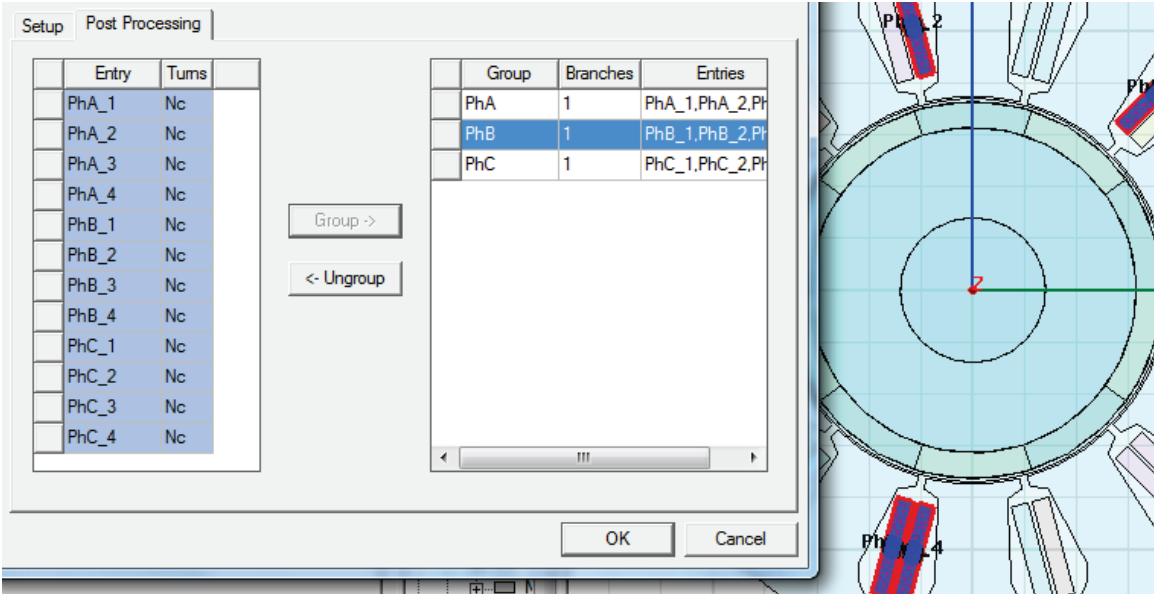 Setup Post Processing
Entry Turns
PhA_1 Nc
PhA_2 Nc
PhA_3 Nc
PhA_4 Nc
PhB_1 Nc
PhB_2 Nc
PhB_3 Nc
PhB_4 Nc
PhC_1 Nc
PhC_2 Nc
PhC_3 Nc
PhC_4 Nc
Group ->
<- Ungroup
Group Branches Entries
PhA 1 PhA_1,PhA_2,Ph
PhB 1 PhB_1,PhB_2,Ph
PhC 1 PhC_1,PhC_2,Ph
OK Cancel
Z
N